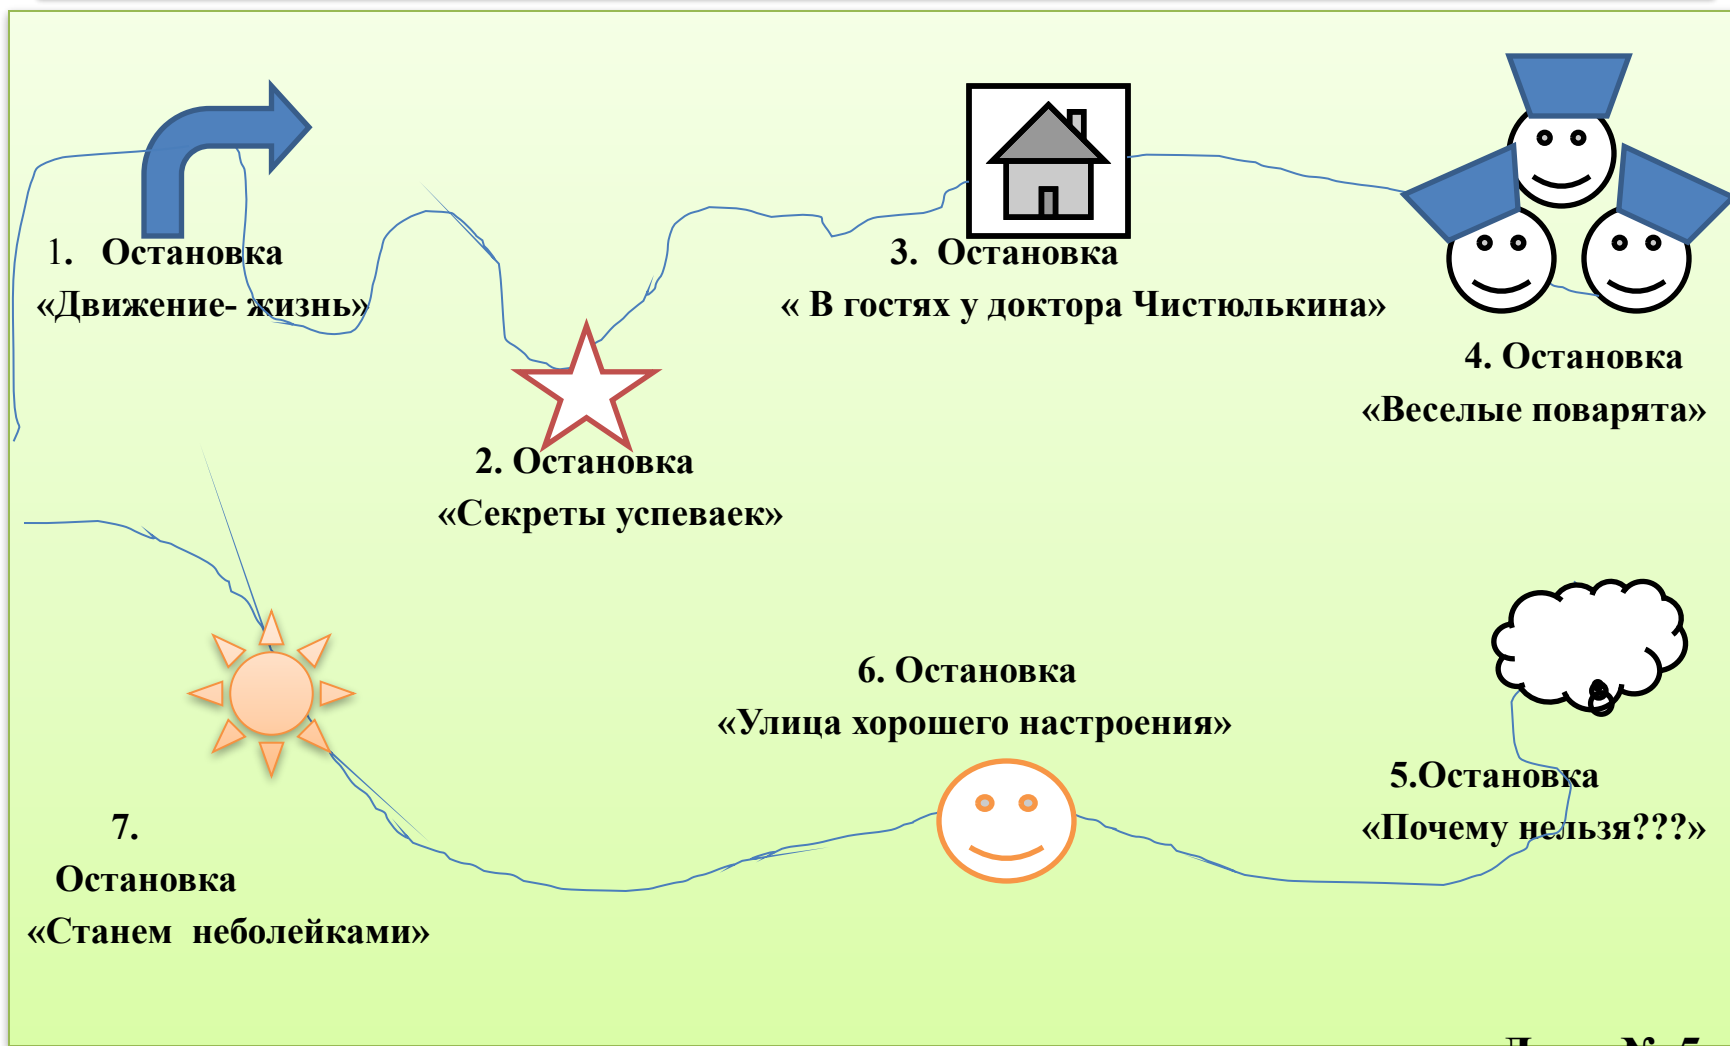 1. Остановка
«Движение- жизнь»
2. Остановка
«Секреты успеваек»
3. Остановка
« В гостях у доктора Чистюлькина»
4. Остановка
«Веселые поварята»
5.Остановка
«Почему нельзя???»
6. Остановка
«Улица хорошего настроения»
7.
Остановка
«Станем неболейками»